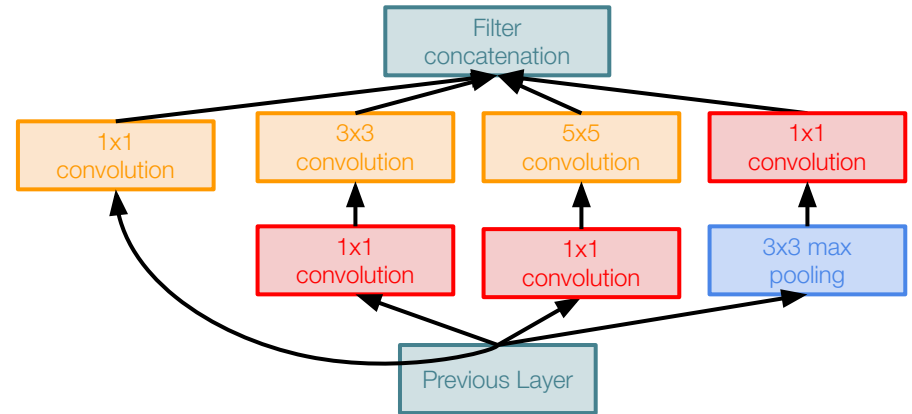 Filter
concatenation
1x1
convolution
3x3
convolution
5x5
convolution
1x1
convolution
1x1
convolution
1x1
convolution
3x3 max
pooling
Previous Layer